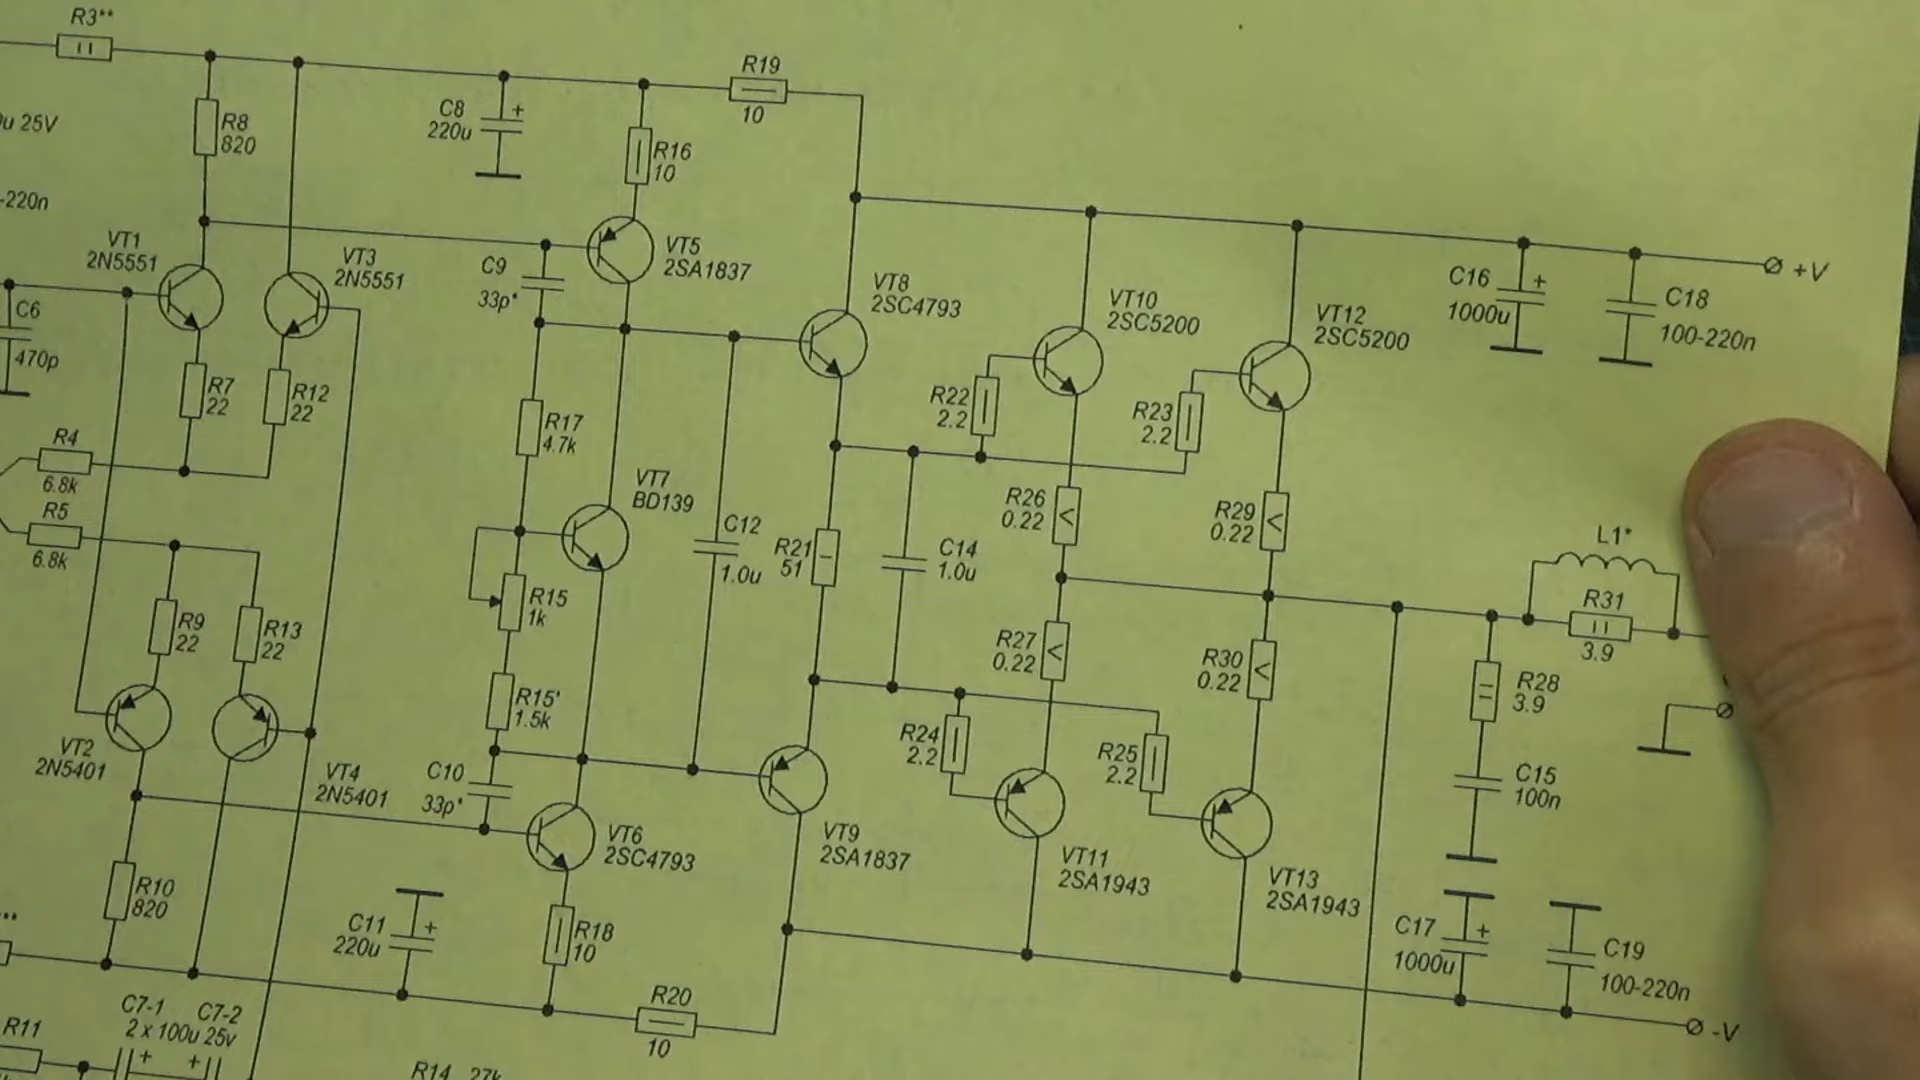 R3**
R19
10
C8
220u
+
R8
820
u 25V
R16
10
-220n
VT1
2N5551
VT3
2N5551
C9
33p*
VT5
2SA1837
VT8
2SC4793
VT10
2SC5200
VT12
2SC5200
C16
1000u
+
C18
100-220n
+V
C6
470p
R7
22
R12
22
R17
4.7k
R22
2.2
R23
2.2
R4
6.8k
R5
6.8k
VT7
BD139
C12
1.0u
R21
51
C14
1.0u
R26
0.22
R29
0.22
L1*
R31
3.9
R9
22
R13
22
R15
1k
R15'
1.5k
R27
0.22
R30
0.22
R28
3.9
R24
2.2
R25
2.2
VT2
2N5401
VT4
2N5401
C10
33p*
C15
100n
VT6
2SC4793
VT9
2SA1837
VT11
2SA1943
VT13
2SA1943
R10
820
C11
220u
+
R18
10
C17
1000u
+
C19
100-220n
R20
10
-V
C7-1 C7-2
2 x 100u 25v
+ +
R11
R14 27k